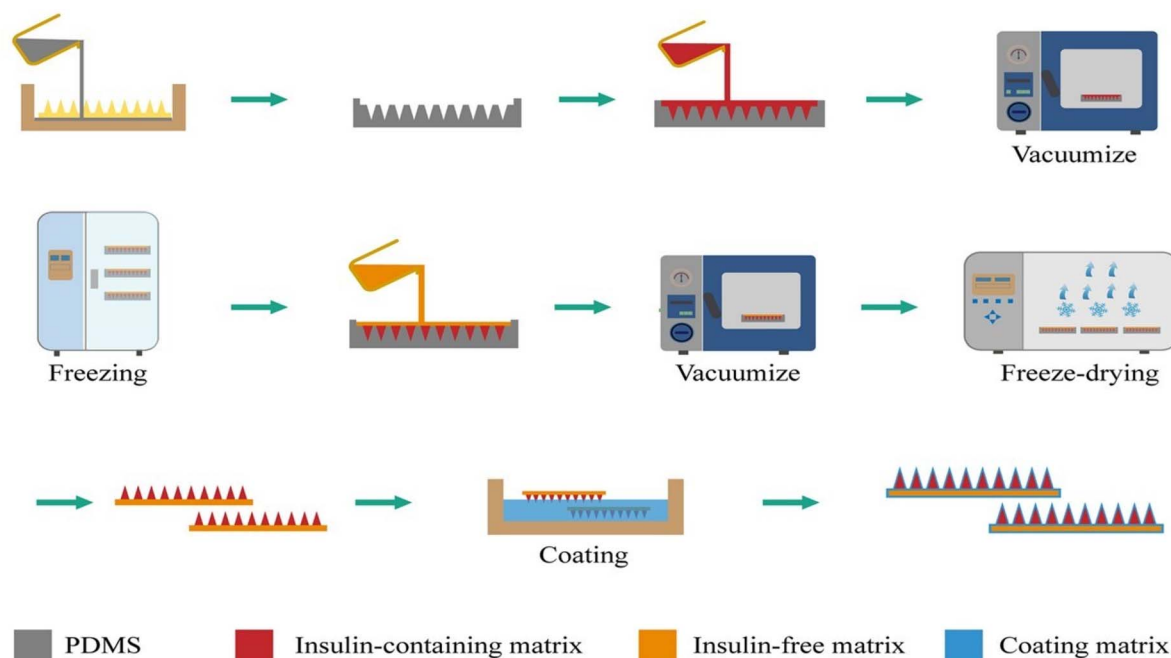 Vacuumize
Freezing
Vacuumize
Freeze-drying
Coating
PDMS
Insulin-containing matrix
Insulin-free matrix
Coating matrix